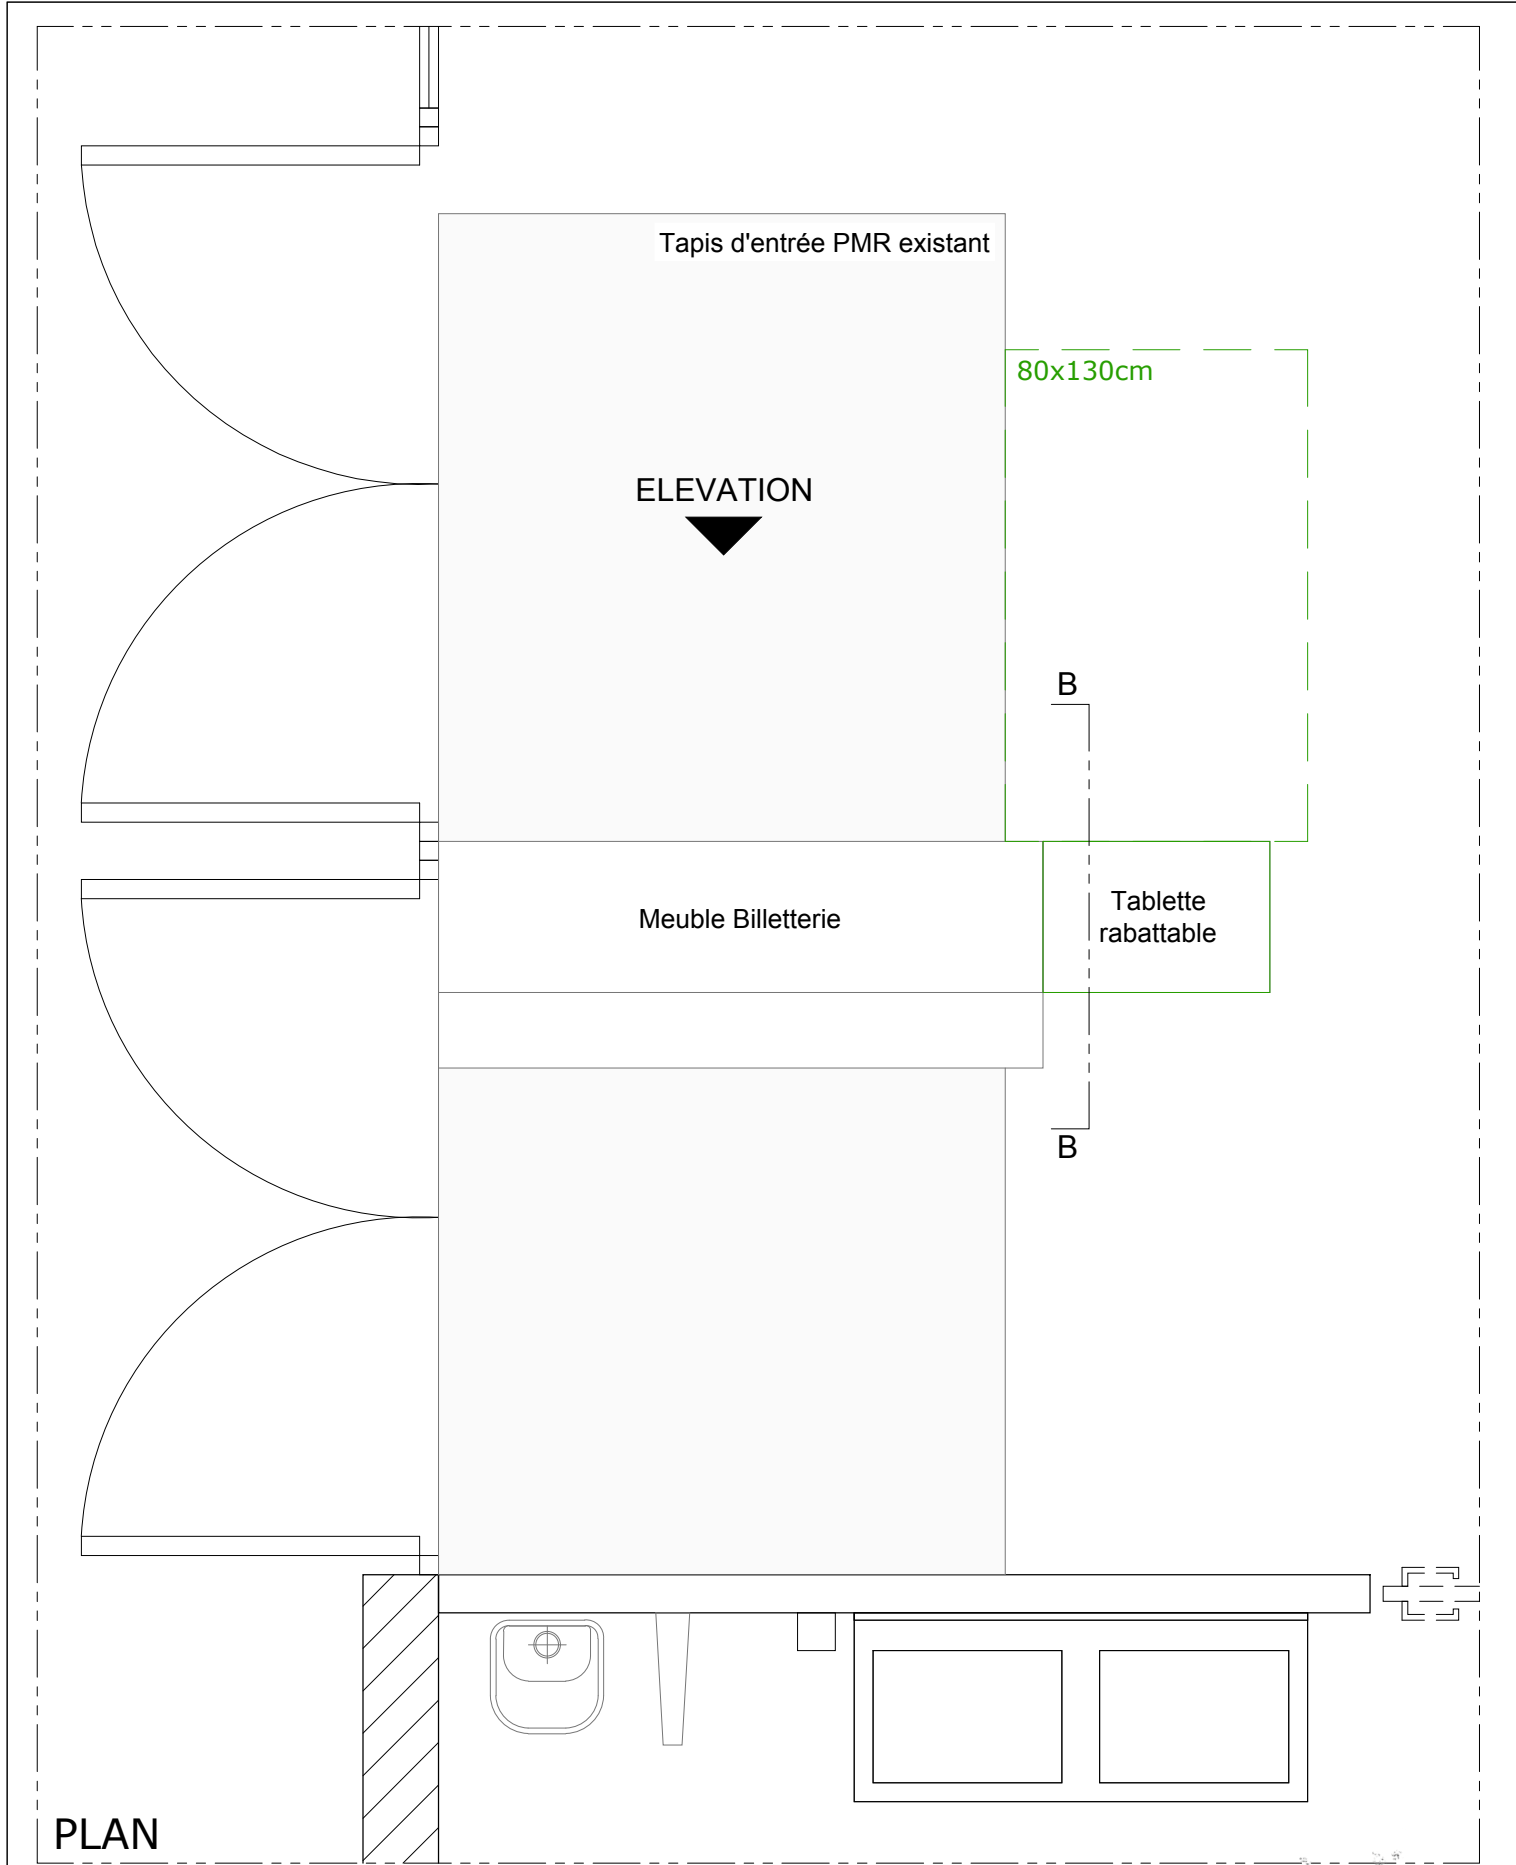 Tapis d'entrée PMR existant
80x130cm
ELEVATION
B
Meuble Billetterie
Tablette
rabattable
B
PLAN